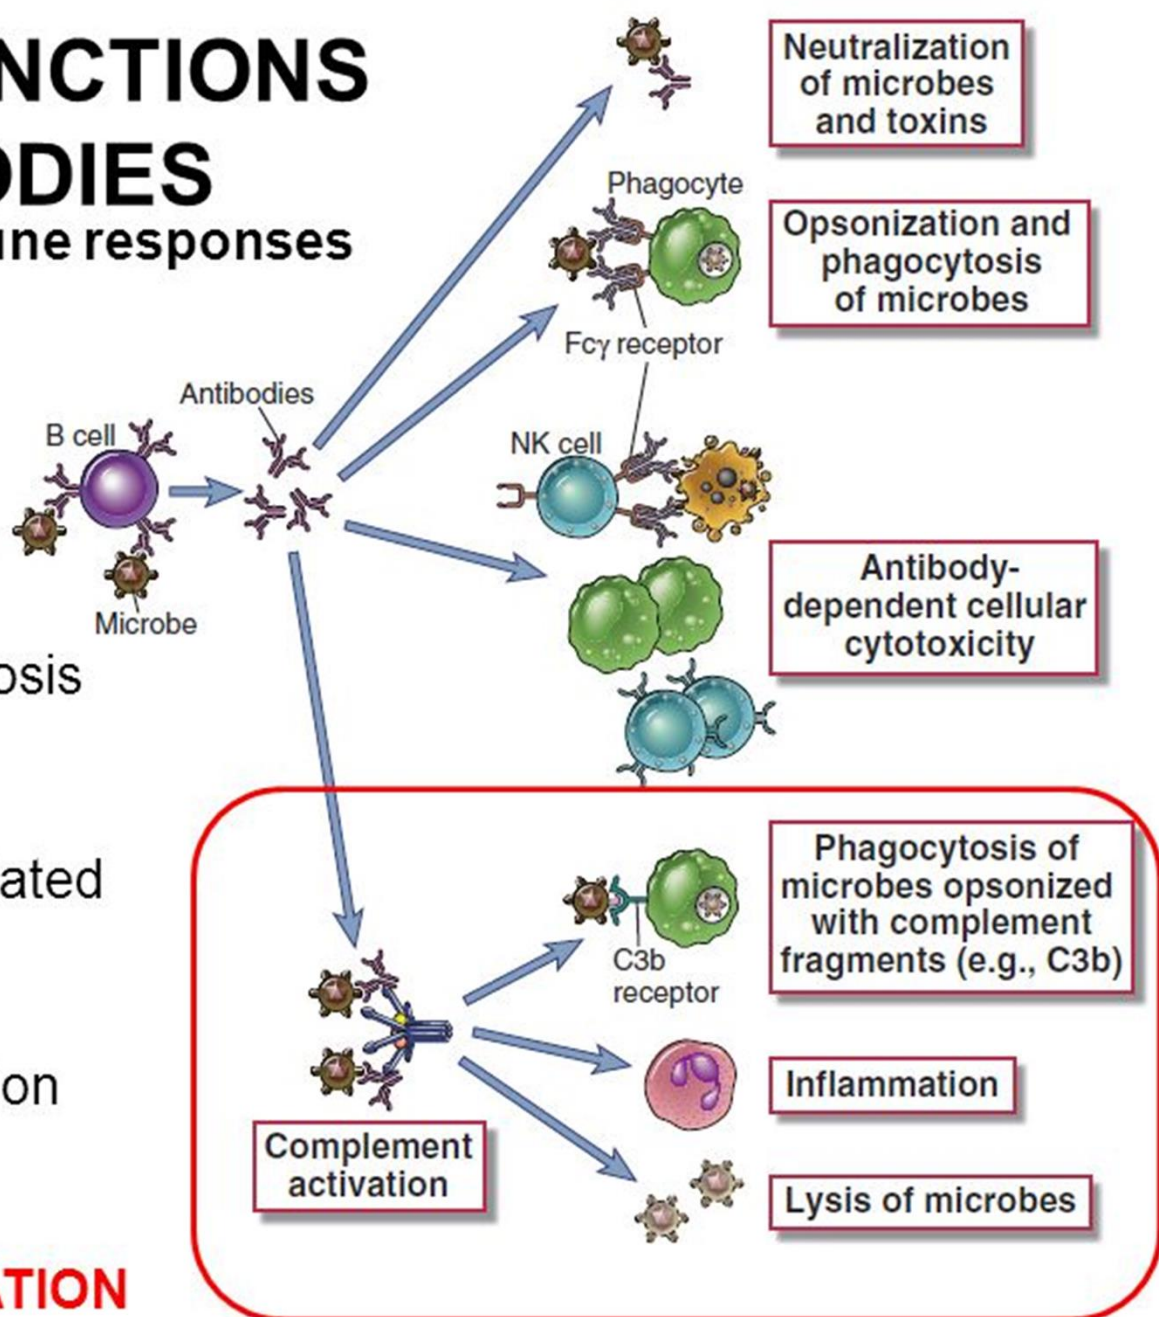 NCTIONS
ODIES
une responses
Neutralization
of microbes
and toxins
Phagocyte
Opsonization and
phagocytosis
of microbes
Fcγ receptor
Antibodies
B cell
NK cell
Microbe
Antibody-
dependent cellular
cytotoxicity
osis
ated
on
ATION
Phagocytosis of
microbes opsonized
with complement
fragments (e.g., C3b)
C3b
receptor
Inflammation
Complement
activation
Lysis of microbes